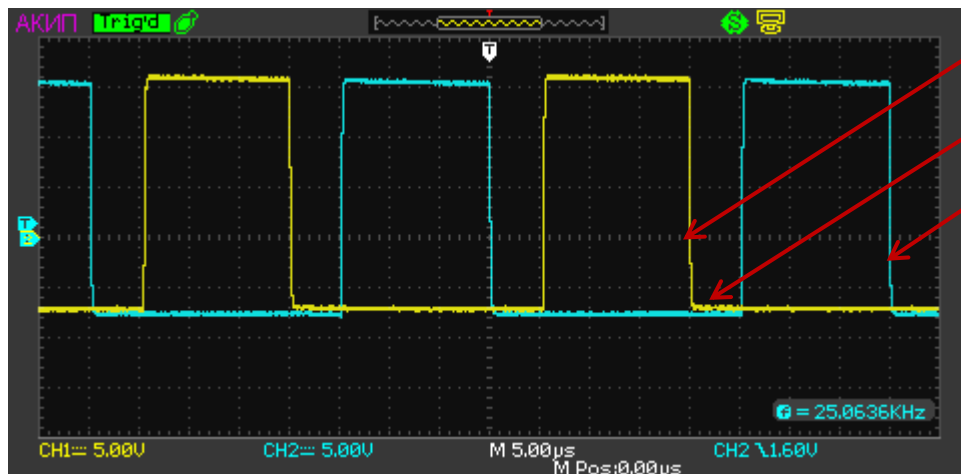 АКИП Trig'd S
T
T
f = 25.0636KHz
CH1 5.00V CH2 5.00V M 5.00µs CH2 1.60V
M Pos:0.00µs